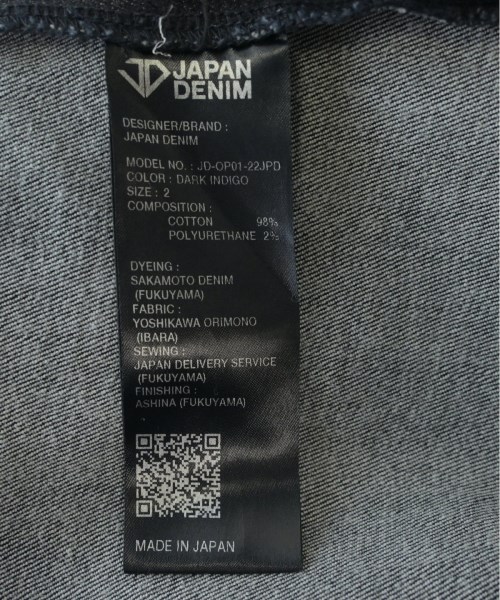 JD JAPAN
DENIM
DESIGNER/BRAND :
JAPAN DENIM
MODEL NO. : JD-OP01-22JPD
COLOR : DARK INDIGO
SIZE : 2
COMPOSITION :
COTTON 98%
POLYURETHANE 2%
DYEING :
SAKAMOTO DENIM
(FUKUYAMA)
FABRIC :
YOSHIKAWA ORIMONO
(IBARA)
SEWING :
JAPAN DELIVERY SERVICE
(FUKUYAMA)
FINISHING :
ASHINA (FUKUYAMA)
MADE IN JAPAN